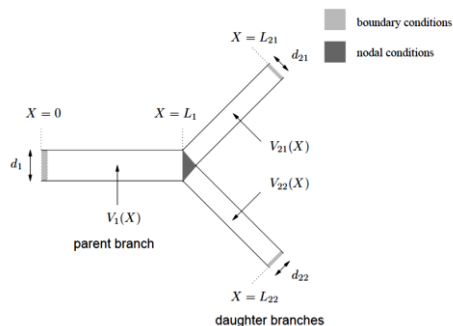 boundary conditions
nodal conditions
X = L₂₁
d₂₁
X = 0
X = L₁
d₁
V₂₁(X)
V₂₂(X)
V₁(X)
parent branch
d₂₂
X = L₂₂
daughter branches